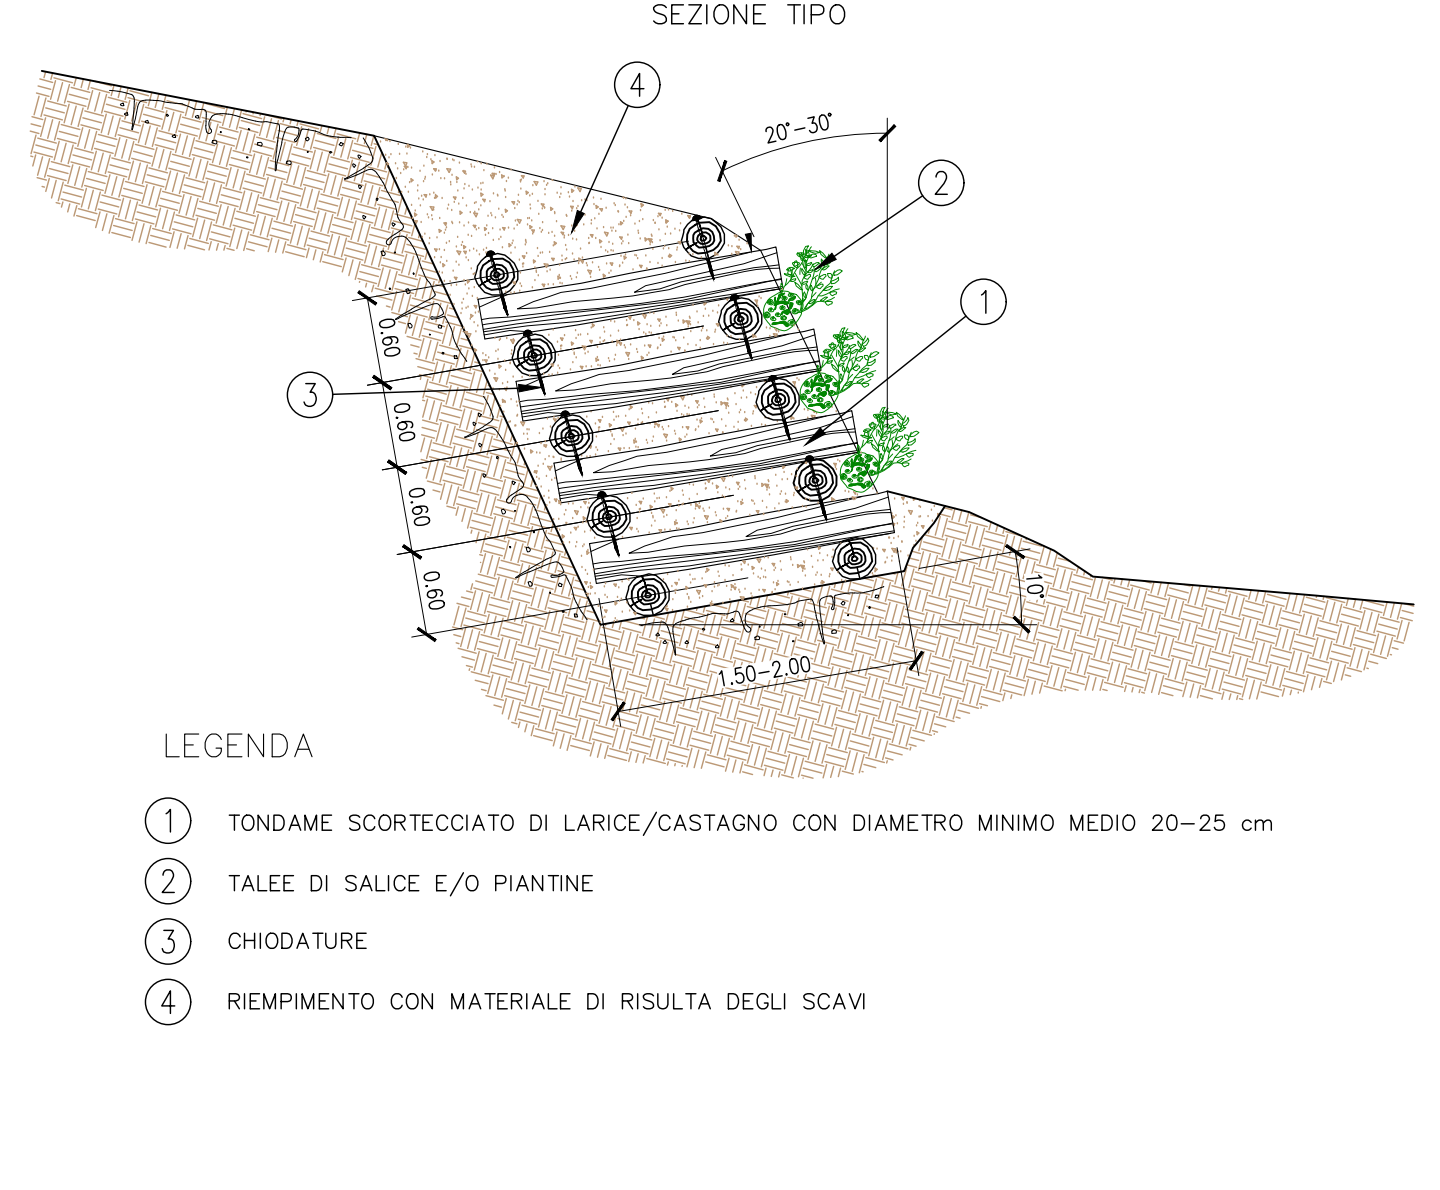 SEZIONE TIPO
4
20°-30°
2
1
0.60
3
0.60
0.60
0.60
10°
1.50-2.00
LEGENDA
1 TONDAME SCORTECCIATO DI LARICE/CASTAGNO CON DIAMETRO MINIMO MEDIO 20-25 cm
2 TALEE DI SALICE E/O PIANTINE
3 CHIODATURE
4 RIEMPIMENTO CON MATERIALE DI RISULTA DEGLI SCAVI